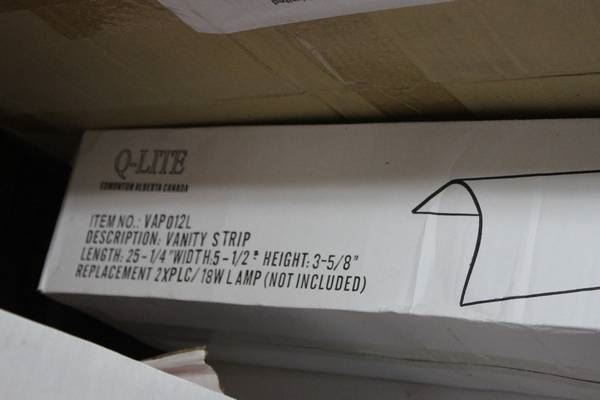 Q-LITE
EDMONTON ALBERTA CANADA
ITEM NO.: VAP012L
DESCRIPTION: VANITY STRIP
LENGTH: 25-1/4" WIDTH:5-1/2" HEIGHT: 3-5/8"
REPLACEMENT 2XPLC/18W LAMP (NOT INCLUDED)